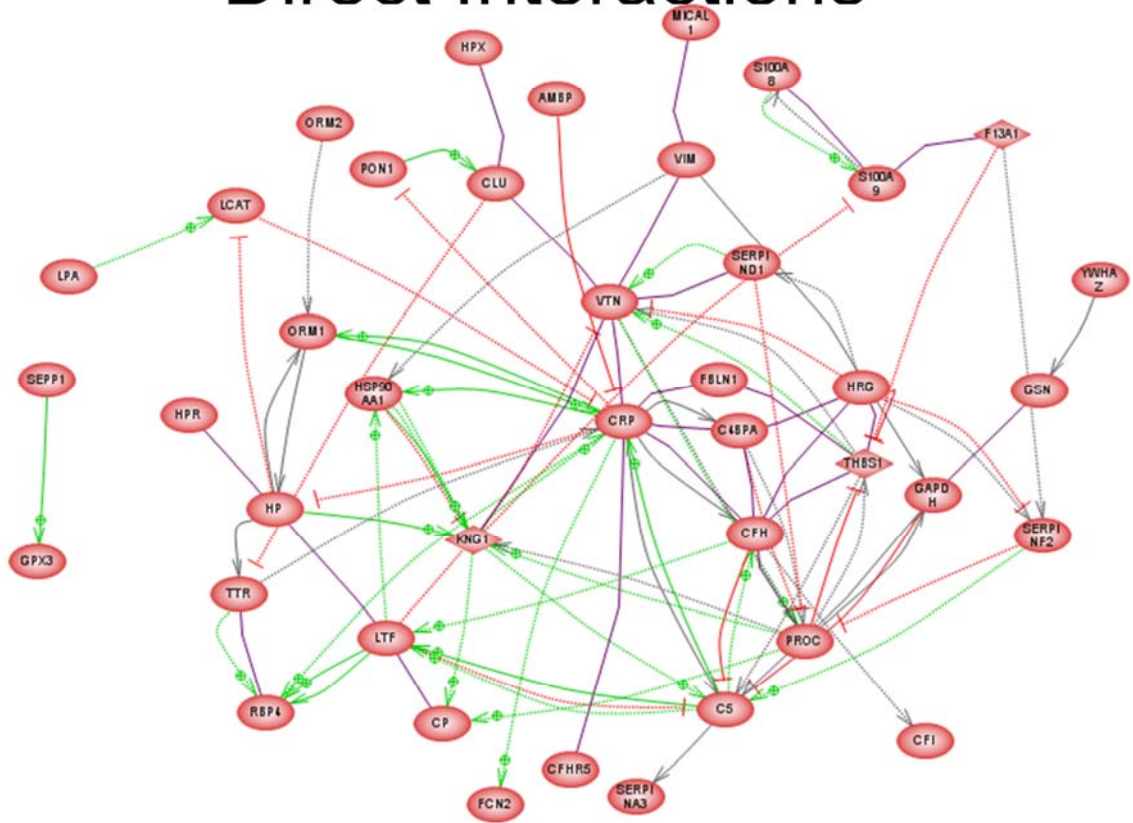 Direct Interactions
MICAL
1
HPX
S100A
8
AMBP
ORM2
F13A1
PON1
VIM
CLU
S100A
9
LCAT
LPA
SERPI
ND1
YWHA
Z
VTN
ORM1
SEPP1
HSP90
AA1
FBLN1
HRG
GSN
HPR
CRP
C4BPA
THBS1
GAPD
H
HP
KNG1
CFH
SERPI
NF2
GPX3
TTR
LTF
PROC
RBP4
CP
C5
CFI
CFHR5
FCN2
SERPI
NA3